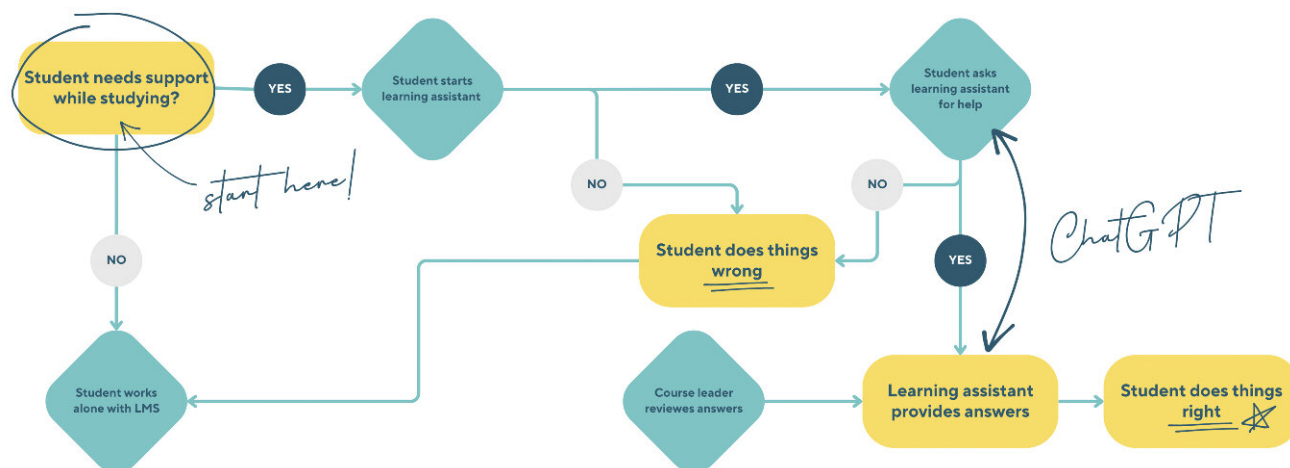 Student needs support
while studying?
YES
Student starts
learning assistant
YES
Student asks
learning assistant
for help
start here!
NO
NO
ChatGPT
Student does things
wrong
NO
YES
Student works
alone with LMS
Course leader
reviewes answers
Learning assistant
provides answers
Student does things
right